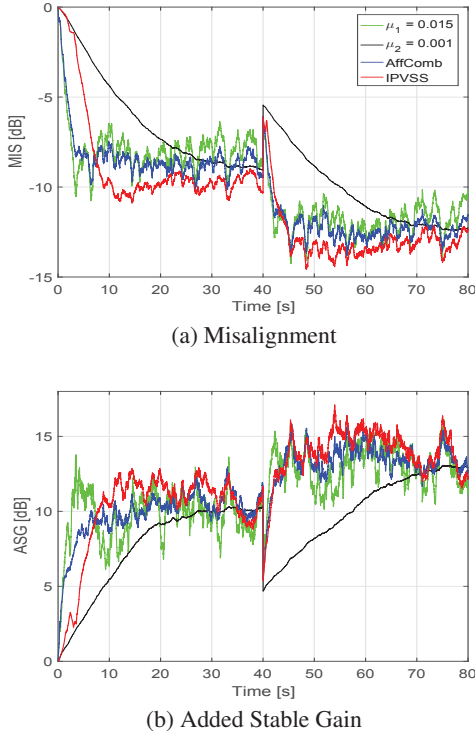 0
-5
-10
-15
MIS [dB]
μ1 = 0.015
μ2 = 0.001
AffComb
IPVSS
0 10 20 30 40 50 60 70 80
Time [s]
(a) Misalignment
15
10
5
0
ASG [dB]
0 10 20 30 40 50 60 70 80
Time [s]
(b) Added Stable Gain